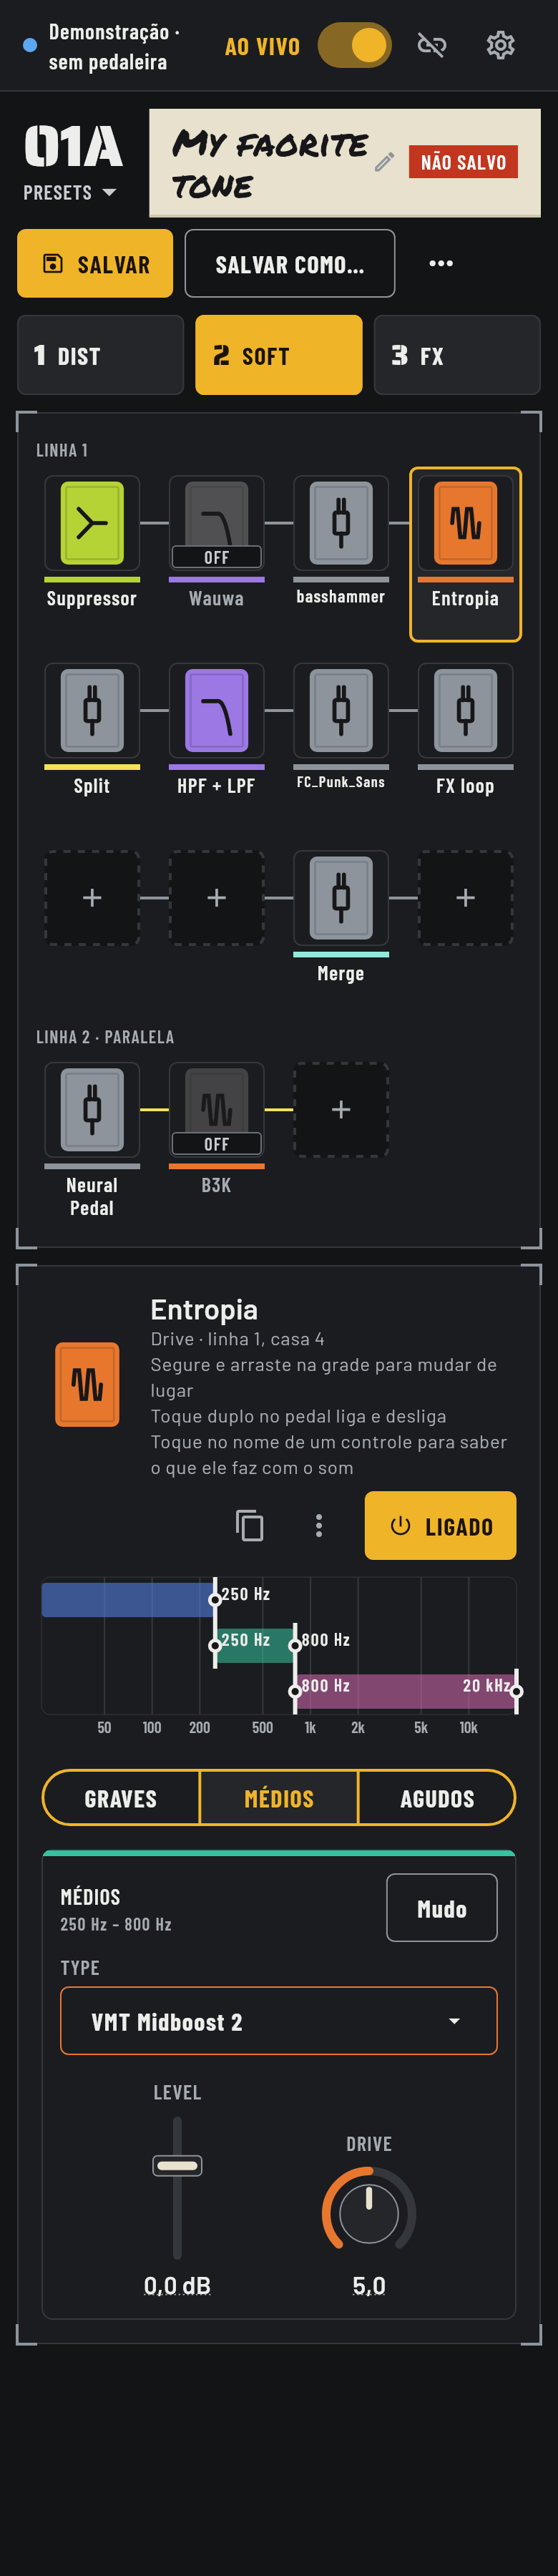 Demonstração ·
sem pedaleira
AO VIVO
01A
PRESETS
My faorite
tone
NÃO SALVO
SALVAR
SALVAR COMO...
1 DIST
2 SOFT
3 FX
LINHA 1
OFF
Suppressor
Wauwa
basshammer
Entropia
Split
HPF + LPF
FC_Punk_Sans
FX loop
Merge
LINHA 2 · PARALELA
OFF
Neural
Pedal
B3K
Entropia
Drive · linha 1, casa 4
Segure e arraste na grade para mudar de
lugar
Toque duplo no pedal liga e desliga
Toque no nome de um controle para saber
o que ele faz com o som
LIGADO
250 Hz
250 Hz
800 Hz
800 Hz
20 kHz
50 100 200 500 1k 2k 5k 10k
GRAVES
MÉDIOS
AGUDOS
MÉDIOS
250 Hz – 800 Hz
Mudo
TYPE
VMT Midboost 2
LEVEL
DRIVE
0,0 dB
5,0